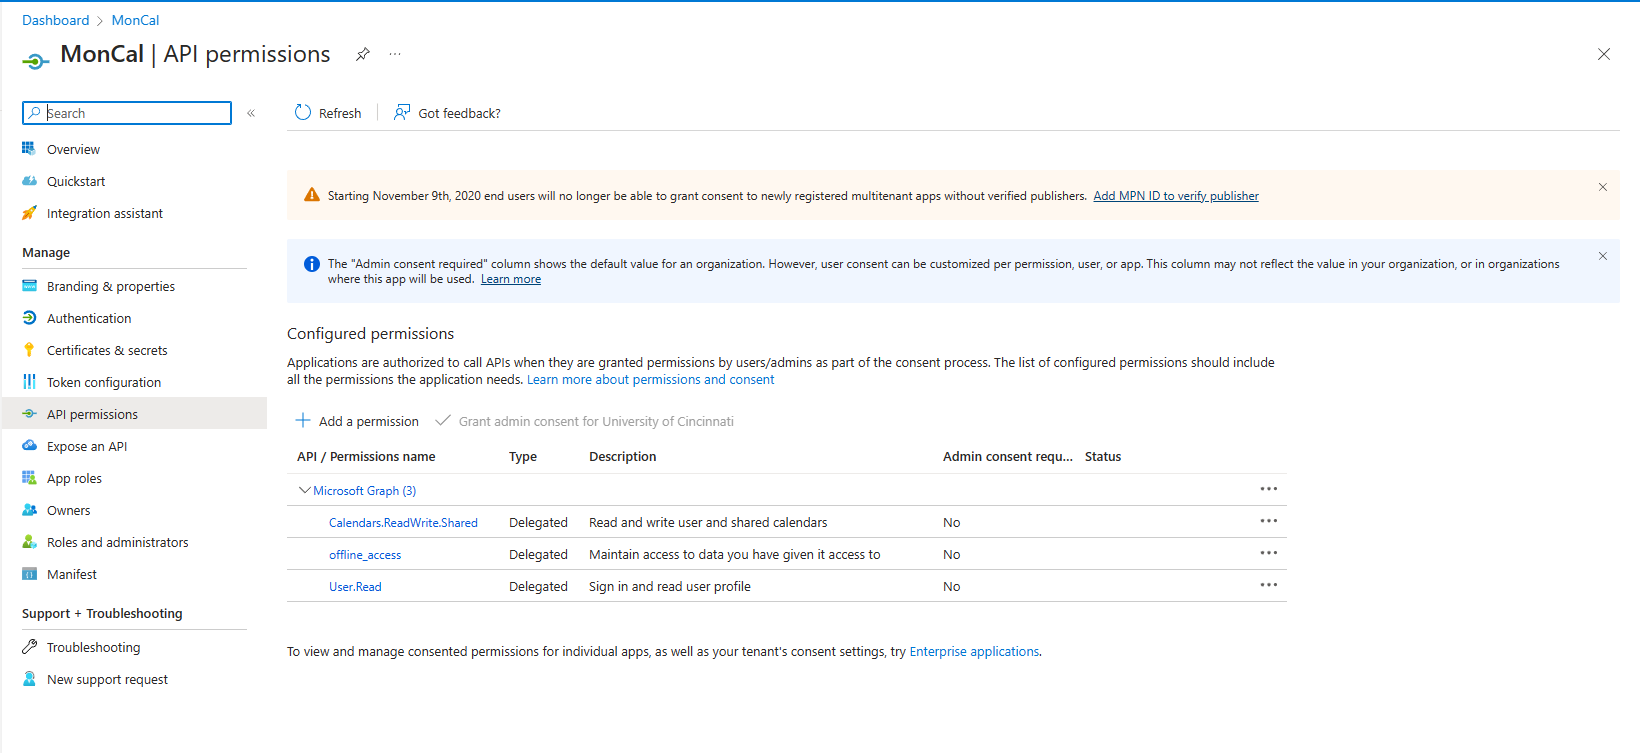 Dashboard > MonCal
MonCal | API permissions
Search
Refresh
Got feedback?
Overview
Quickstart
Integration assistant
Manage
Branding & properties
Authentication
Certificates & secrets
Token configuration
API permissions
Expose an API
App roles
Owners
Roles and administrators
Manifest
Support + Troubleshooting
Troubleshooting
New support request
Starting November 9th, 2020 end users will no longer be able to grant consent to newly registered multitenant apps without verified publishers. Add MPN ID to verify publisher
The "Admin consent required" column shows the default value for an organization. However, user consent can be customized per permission, user, or app. This column may not reflect the value in your organization, or in organizations
where this app will be used. Learn more
Configured permissions
Applications are authorized to call APIs when they are granted permissions by users/admins as part of the consent process. The list of configured permissions should include
all the permissions the application needs. Learn more about permissions and consent
Add a permission
Grant admin consent for University of Cincinnati
API / Permissions name Type Description Admin consent requ... Status
Microsoft Graph (3)
Calendars.ReadWrite.Shared Delegated Read and write user and shared calendars No
offline_access Delegated Maintain access to data you have given it access to No
User.Read Delegated Sign in and read user profile No
To view and manage consented permissions for individual apps, as well as your tenant's consent settings, try Enterprise applications.